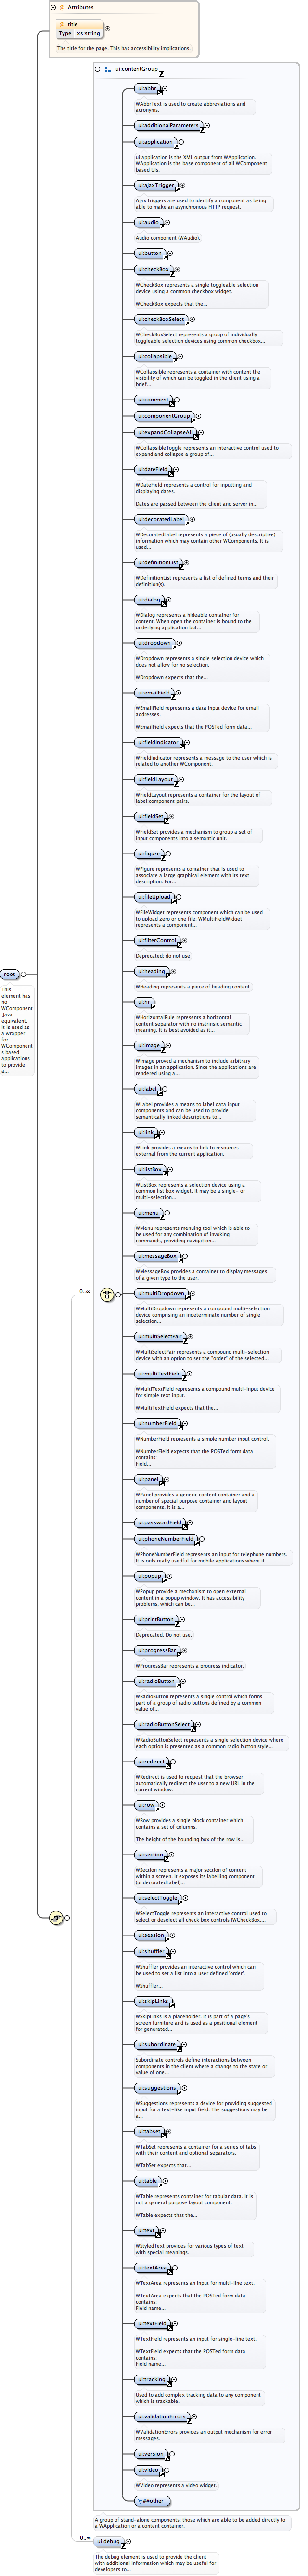 Attributes
title
Type xs:string
The title for the page. This has accessibility implications.
ui:contentGroup
ui:abbr
WAbbrText is used to create abbreviations and
acronyms.
ui:additionalParameters
ui:application
ui:application is the XML output from WApplication.
WApplication is the base component of all WComponent
based UIs.
ui:ajaxTrigger
Ajax triggers are used to identify a component as being
able to make an asynchronous HTTP request.
ui:audio
Audio component (WAudio).
ui:button
ui:checkBox
WCheckBox represents a single toggleable selection
device using a common checkbox widget.
WCheckBox expects that the...
ui:checkBoxSelect
WCheckBoxSelect represents a group of individually
toggleable selection devices using common checkbox...
ui:collapsible
WCollapsible represents a container with content the
visibility of which can be toggled in the client using a
brief...
ui:comment
ui:componentGroup
ui:expandCollapseAll
WCollapsibleToggle represents an interactive control used to
expand and collapse a group of...
ui:dateField
WDateField represents a control for inputting and
displaying dates.
Dates are passed between the client and server in...
ui:decoratedLabel
WDecoratedLabel represents a piece of (usually descriptive)
information which may contain other WComponents. It is
used...
ui:definitionList
WDefinitionList represents a list of defined terms and their
definition(s).
ui:dialog
WDialog represents a hideable container for
content. When open the container is bound to the
underlying application but...
ui:dropdown
WDropdown represents a single selection device which
does not allow for no selection.
WDropdown expects that the...
ui:emailField
WEmailField represents a data input device for email
addresses.
WEmailField expects that the POSTed form data...
ui:fieldIndicator
WFieldIndicator represents a message to the user which is
related to another WComponent.
ui:fieldLayout
WFieldLayout represents a container for the layout of
label:component pairs.
ui:fieldSet
WFieldSet provides a mechanism to group a set of
input components into a semantic unit.
ui:figure
WFigure represents a container that is used to
associate a large graphical element with its text
description. For...
ui:fileUpload
WFileWidget represents component which can be used
to upload zero or one file; WMultiFileWidget
represents a component...
ui:filterControl
Deprecated: do not use
root
ui:heading
WHeading represents a piece of heading content.
This
element has
no
WComponent
Java
equivalent.
It is used as
a wrapper
for
WComponent
s based
applications
to provide
a...
ui:hr
WHorizontalRule represents a horizontal
content separator with no instrinsic semantic
meaning. It is best avoided as it...
ui:image
WImage proved a mechanism to include arbitrary
images in an application. Since the applications are
rendered using a...
ui:label
WLabel provides a means to label data input
components and can be used to provide
semantically linked descriptions to...
ui:link
WLink provides a means to link to resources
external from the current application.
ui:listBox
WListBox represents a selection device using a
common list box widget. It may be a single- or
multi-selection...
ui:menu
WMenu represents menuing tool which is able to
be used for any combination of invoking
commands, providing navigation...
ui:messageBox
WMessageBox provides a container to display messages
of a given type to the user.
0..∞
ui:multiDropdown
WMultiDropdown represents a compound multi-selection
device comprising an indeterminate number of single
selection...
ui:multiSelectPair
WMultiSelectPair represents a compound multi-selection
device with an option to set the "order" of the selected...
ui:multiTextField
WMultiTextField represents a compound multi-input device
for simple text input.
WMultiTextField expects that the...
ui:numberField
WNumberField represents a simple number input control.
WNumberField expects that the POSTed form data
contains:
Field...
ui:panel
WPanel provides a generic content container and a
number of special purpose container and layout
components. It is a...
ui:passwordField
ui:phoneNumberField
WPhoneNumberField represents an input for telephone numbers.
It is only really useful for mobile applications where it...
ui:popup
WPopup provide a mechanism to open external
content in a popup window. It has accessibility
problems, which can be...
ui:printButton
Deprecated. Do not use.
ui:progressBar
WProgressBar represents a progress indicator.
ui:radioButton
WRadioButton represents a single control which forms
part of a group of radio buttons defined by a common
value of...
ui:radioButtonSelect
WRadioButtonSelect represents a single selection device where
each option is presented as a common radio button style...
ui:redirect
WRedirect is used to request that the browser
automatically redirect the user to a new URL in the
current window.
ui:row
WRow provides a single block container which
contains a set of columns.
The height of the bounding box of the row is...
ui:section
WSection represents a major section of content
within a screen. It exposes its labelling component
(ui:decoratedLabel)...
ui:selectToggle
WSelectToggle represents an interactive control used to
select or deselect all check box controls (WCheckBox,...
ui:session
ui:shuffler
WShuffler provides an interactive control which can
be used to set a list into a user defined 'order'.
WShuffler...
ui:skipLinks
WSkipLinks is a placeholder. It is part of a page's
screen furniture and is used as a positional element
for generated...
ui:subordinate
Subordinate controls define interactions between
components in the client where a change to the state or
value of one...
ui:suggestions
WSuggestions represents a device for providing suggested
input for a text-like input field. The suggestions may be
a...
ui:tabset
WTabSet represents a container for a series of tabs
with their content and optional separators.
WTabSet expect that...
ui:table
WTable represents container for tabular data. It is
not a general purpose layout component.
WTable expects that the...
ui:text
WStyledText provides for various types of text
with special meanings.
ui:textArea
WTextArea represents an input for multi-line text.
WTextArea expects that the POSTed form data
contains:
Field name...
ui:textField
WTextField represents an input for single-line text.
WTextField expects that the POSTed form data
contains:
Field name...
ui:tracking
Used to add complex tracking data to any component
which is trackable.
ui:validationErrors
WValidationErrors provides an output mechanism for error
messages.
ui:version
ui:video
WVideo represents a video widget.
##other
A group of stand-alone components: those which are able to be added directly to
a WApplication or a content container.
0..∞
ui:debug
The debug element is used to provide the client
with additional information which may be useful for
developers to...